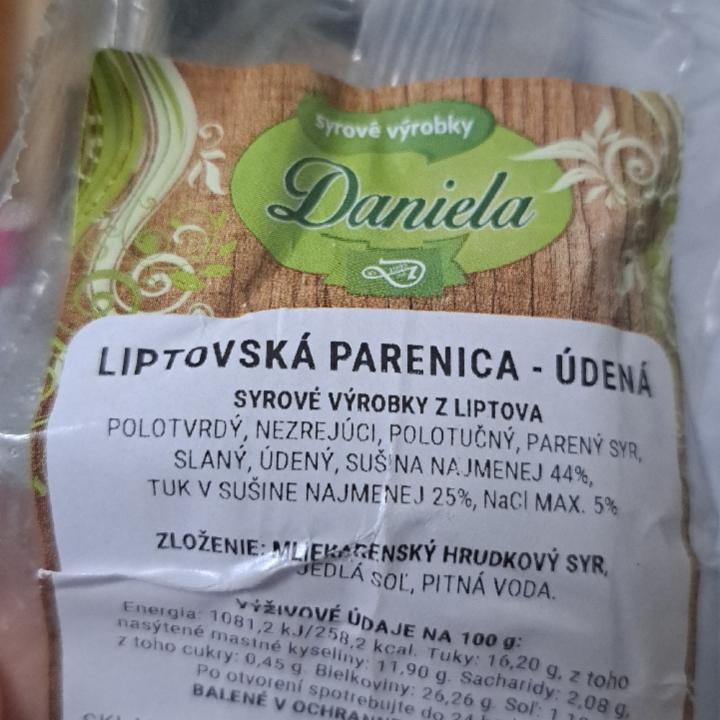 syrové výrobky
Daniela
LIPTOVSKÁ PARENICA - ÚDENÁ
SYROVÉ VÝROBKY Z LIPTOVA
POLOTVRDÝ, NEZREJÚCI, POLOTUČNÝ, PARENÝ SYR,
SLANÝ, ÚDENÝ, SUŠINA NAJMENEJ 44%,
TUK V SUŠINE NAJMENEJ 25%, NaCl MAX. 5%
ZLOŽENIE: MLIEKARENSKÝ HRUDKOVÝ SYR,
JEDLÁ SOĽ, PITNÁ VODA.
VÝŽIVOVÉ ÚDAJE NA 100 g:
Energia: 1081,2 kJ/258,2 kcal. Tuky: 16,20 g, z toho
nasýtené mastné kyseliny: 11,90 g. Sacharidy: 2,08 g,
z toho cukry: 0,45 g. Bielkoviny: 26,26 g. Soľ:
Po otvorení spotrebujte do
BALENÉ V